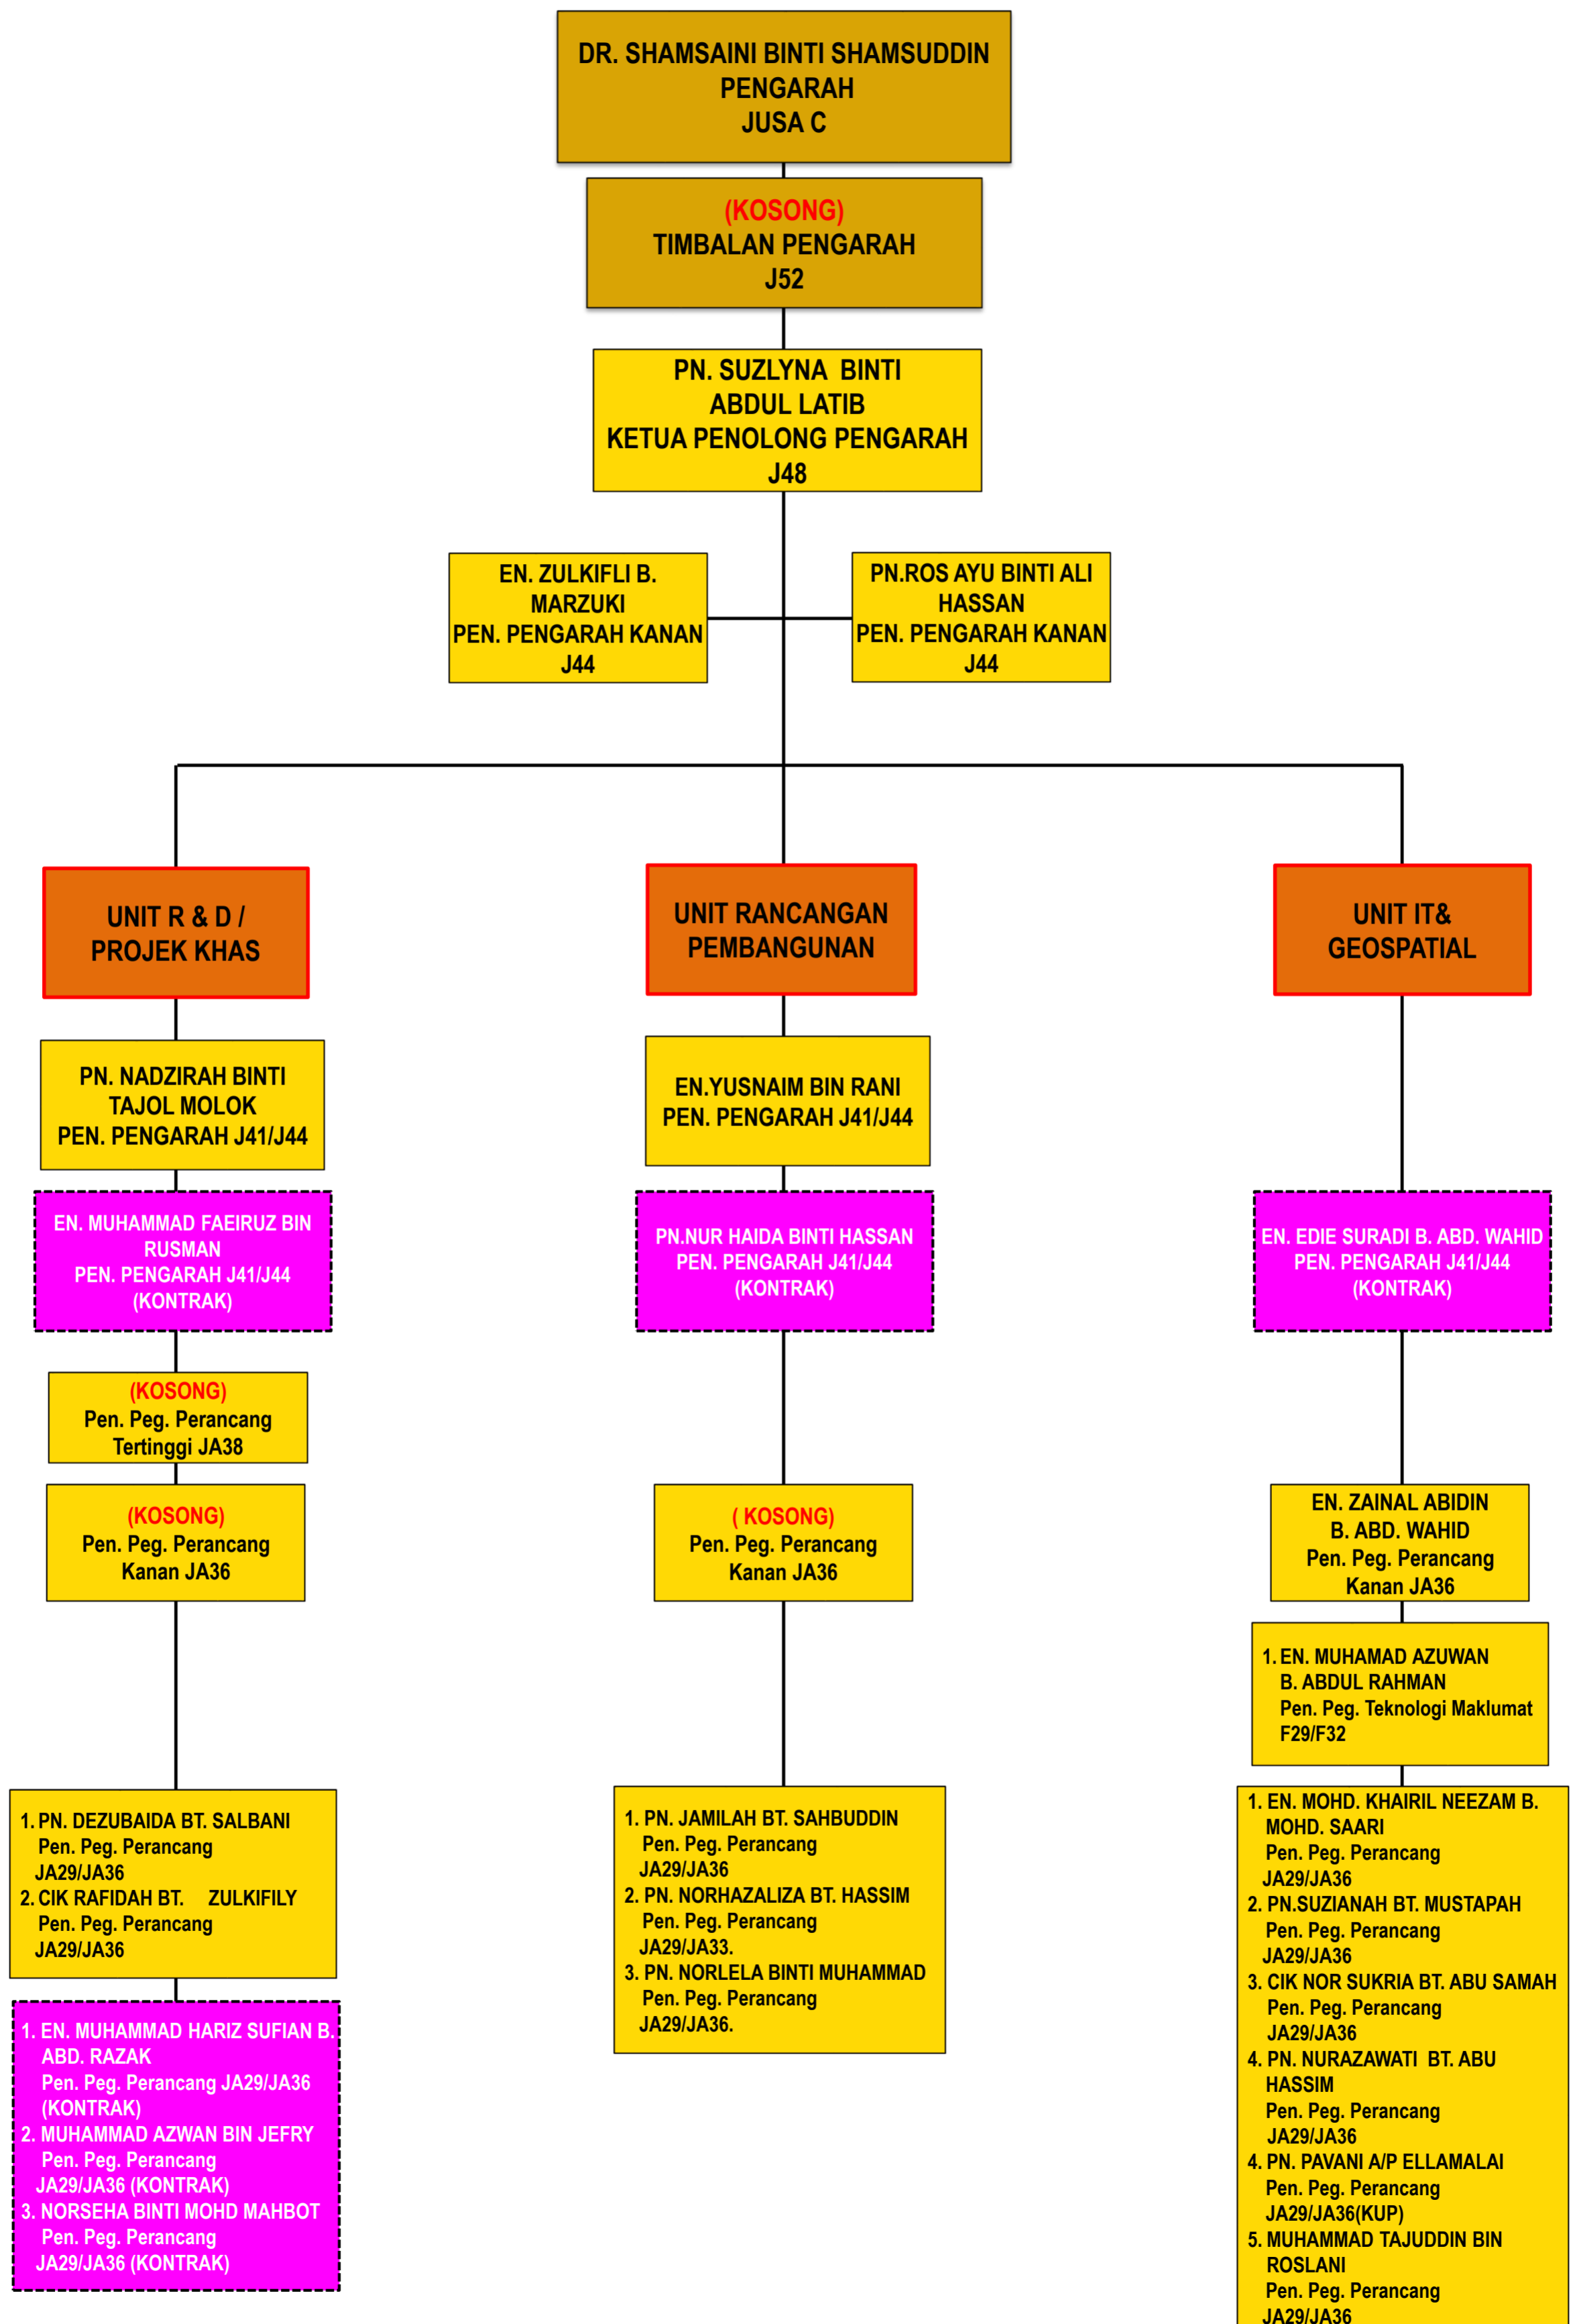 DR. SHAMSAINI BINTI SHAMSUDDIN
PENGARAH
JUSA C
(KOSONG)
TIMBALAN PENGARAH
J52
PN. SUZLYNA BINTI
ABDUL LATIB
KETUA PENOLONG PENGARAH
J48
EN. ZULKIFLI B.
MARZUKI
PEN. PENGARAH KANAN
J44
PN.ROS AYU BINTI ALI
HASSAN
PEN. PENGARAH KANAN
J44
UNIT R & D /
PROJEK KHAS
PN. NADZIRAH BINTI
TAJOL MOLOK
PEN. PENGARAH J41/J44
EN. MUHAMMAD FAEIRUZ BIN
RUSMAN
PEN. PENGARAH J41/J44
(KONTRAK)
(KOSONG)
Pen. Peg. Perancang
Tertinggi JA38
(KOSONG)
Pen. Peg. Perancang
Kanan JA36
1. PN. DEZUBAIDA BT. SALBANI
Pen. Peg. Perancang
JA29/JA36
2. CIK RAFIDAH BT. ZULKIFILY
Pen. Peg. Perancang
JA29/JA36
1. EN. MUHAMMAD HARIZ SUFIAN B.
ABD. RAZAK
Pen. Peg. Perancang JA29/JA36
(KONTRAK)
2. MUHAMMAD AZWAN BIN JEFRY
Pen. Peg. Perancang
JA29/JA36 (KONTRAK)
3. NORSEHA BINTI MOHD MAHBOT
Pen. Peg. Perancang
JA29/JA36 (KONTRAK)
UNIT RANCANGAN
PEMBANGUNAN
EN.YUSNAIM BIN RANI
PEN. PENGARAH J41/J44
PN.NUR HAIDA BINTI HASSAN
PEN. PENGARAH J41/J44
(KONTRAK)
( KOSONG)
Pen. Peg. Perancang
Kanan JA36
1. PN. JAMILAH BT. SAHBUDDIN
Pen. Peg. Perancang
JA29/JA36
2. PN. NORHAZALIZA BT. HASSIM
Pen. Peg. Perancang
JA29/JA33.
3. PN. NORLELA BINTI MUHAMMAD
Pen. Peg. Perancang
JA29/JA36.
UNIT IT&
GEOSPATIAL
EN. EDIE SURADI B. ABD. WAHID
PEN. PENGARAH J41/J44
(KONTRAK)
EN. ZAINAL ABIDIN
B. ABD. WAHID
Pen. Peg. Perancang
Kanan JA36
1. EN. MUHAMAD AZUWAN
B. ABDUL RAHMAN
Pen. Peg. Teknologi Maklumat
F29/F32
1. EN. MOHD. KHAIRIL NEEZAM B.
MOHD. SAARI
Pen. Peg. Perancang
JA29/JA36
2. PN.SUZIANAH BT. MUSTAPAH
Pen. Peg. Perancang
JA29/JA36
3. CIK NOR SUKRIA BT. ABU SAMAH
Pen. Peg. Perancang
JA29/JA36
4. PN. NURAZAWATI BT. ABU
HASSIM
Pen. Peg. Perancang
JA29/JA36
4. PN. PAVANI A/P ELLAMALAI
Pen. Peg. Perancang
JA29/JA36(KUP)
5. MUHAMMAD TAJUDDIN BIN
ROSLANI
Pen. Peg. Perancang
JA29/JA36